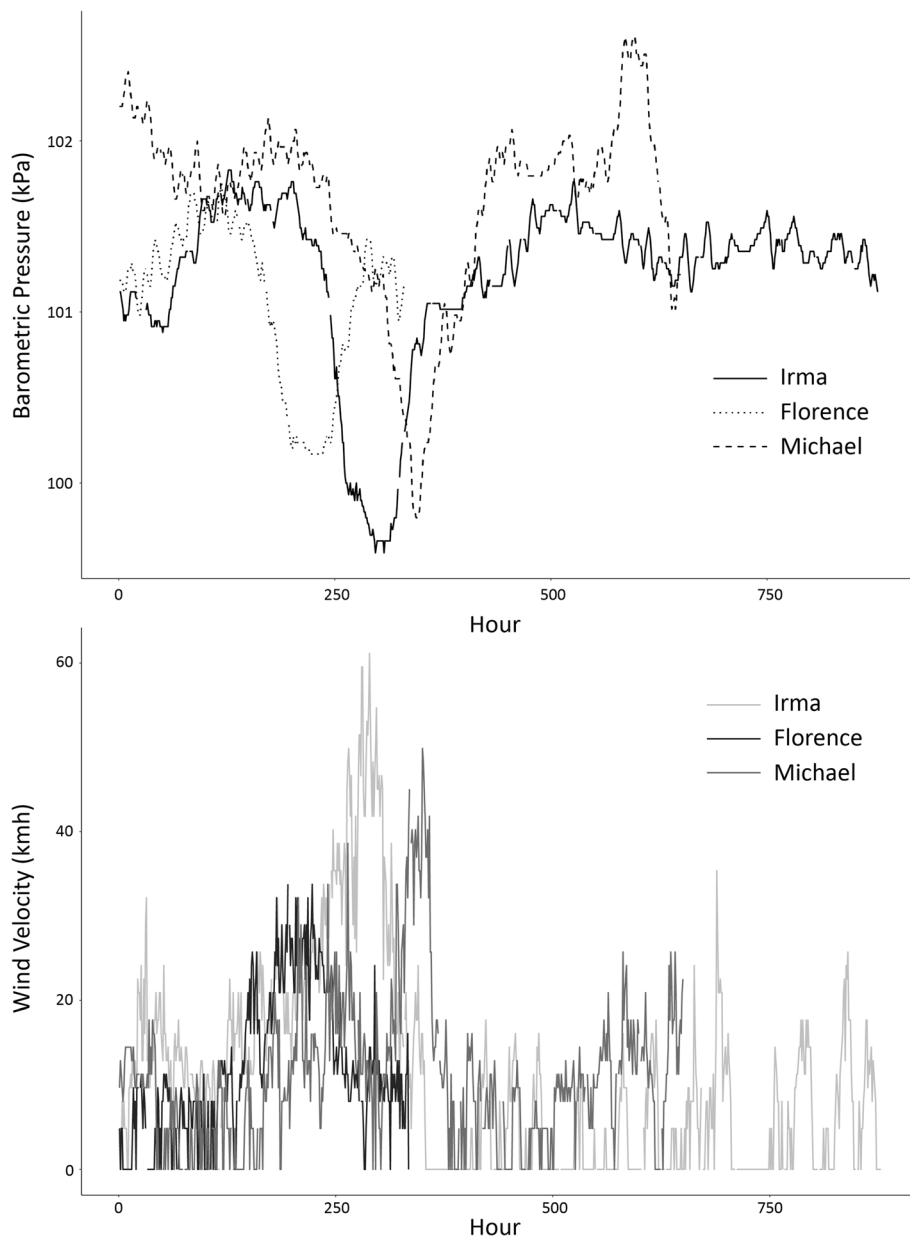 Barometric Pressure (kPa)
102
101
100
Irma
Florence
Michael
0 250 500 750
Hour
Wind Velocity (kmh)
60
40
20
0
Irma
Florence
Michael
0 250 500 750
Hour